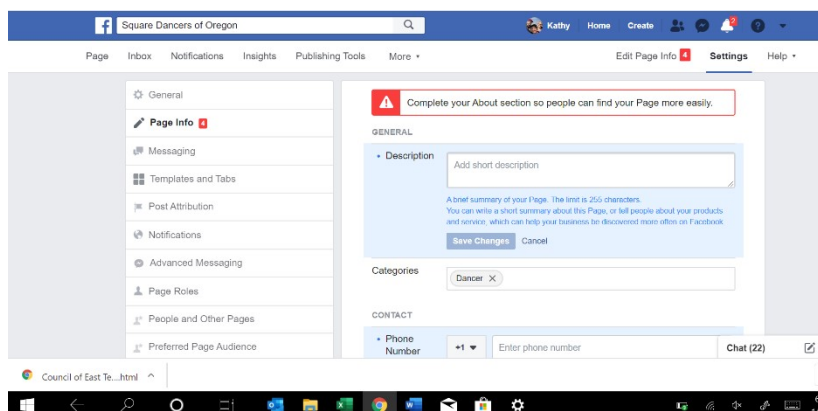 Square Dancers of Oregon
Kathy Home Create 2
Page Inbox Notifications Insights Publishing Tools More Edit Page Info 4 Settings Help
General
Page Info 4
Messaging
Templates and Tabs
Post Attribution
Notifications
Advanced Messaging
Page Roles
People and Other Pages
Preferred Page Audience
Complete your About section so people can find your Page more easily.
GENERAL
Description
Add short description
A brief summary of your Page. The limit is 255 characters.
You can write a short summary about this Page, or tell people about your products
and service, which can help your business be discovered more often on Facebook.
Save Changes Cancel
Categories
Dancer X
CONTACT
Phone
Number
+1 Enter phone number
Chat (22)
Council of East Te....html